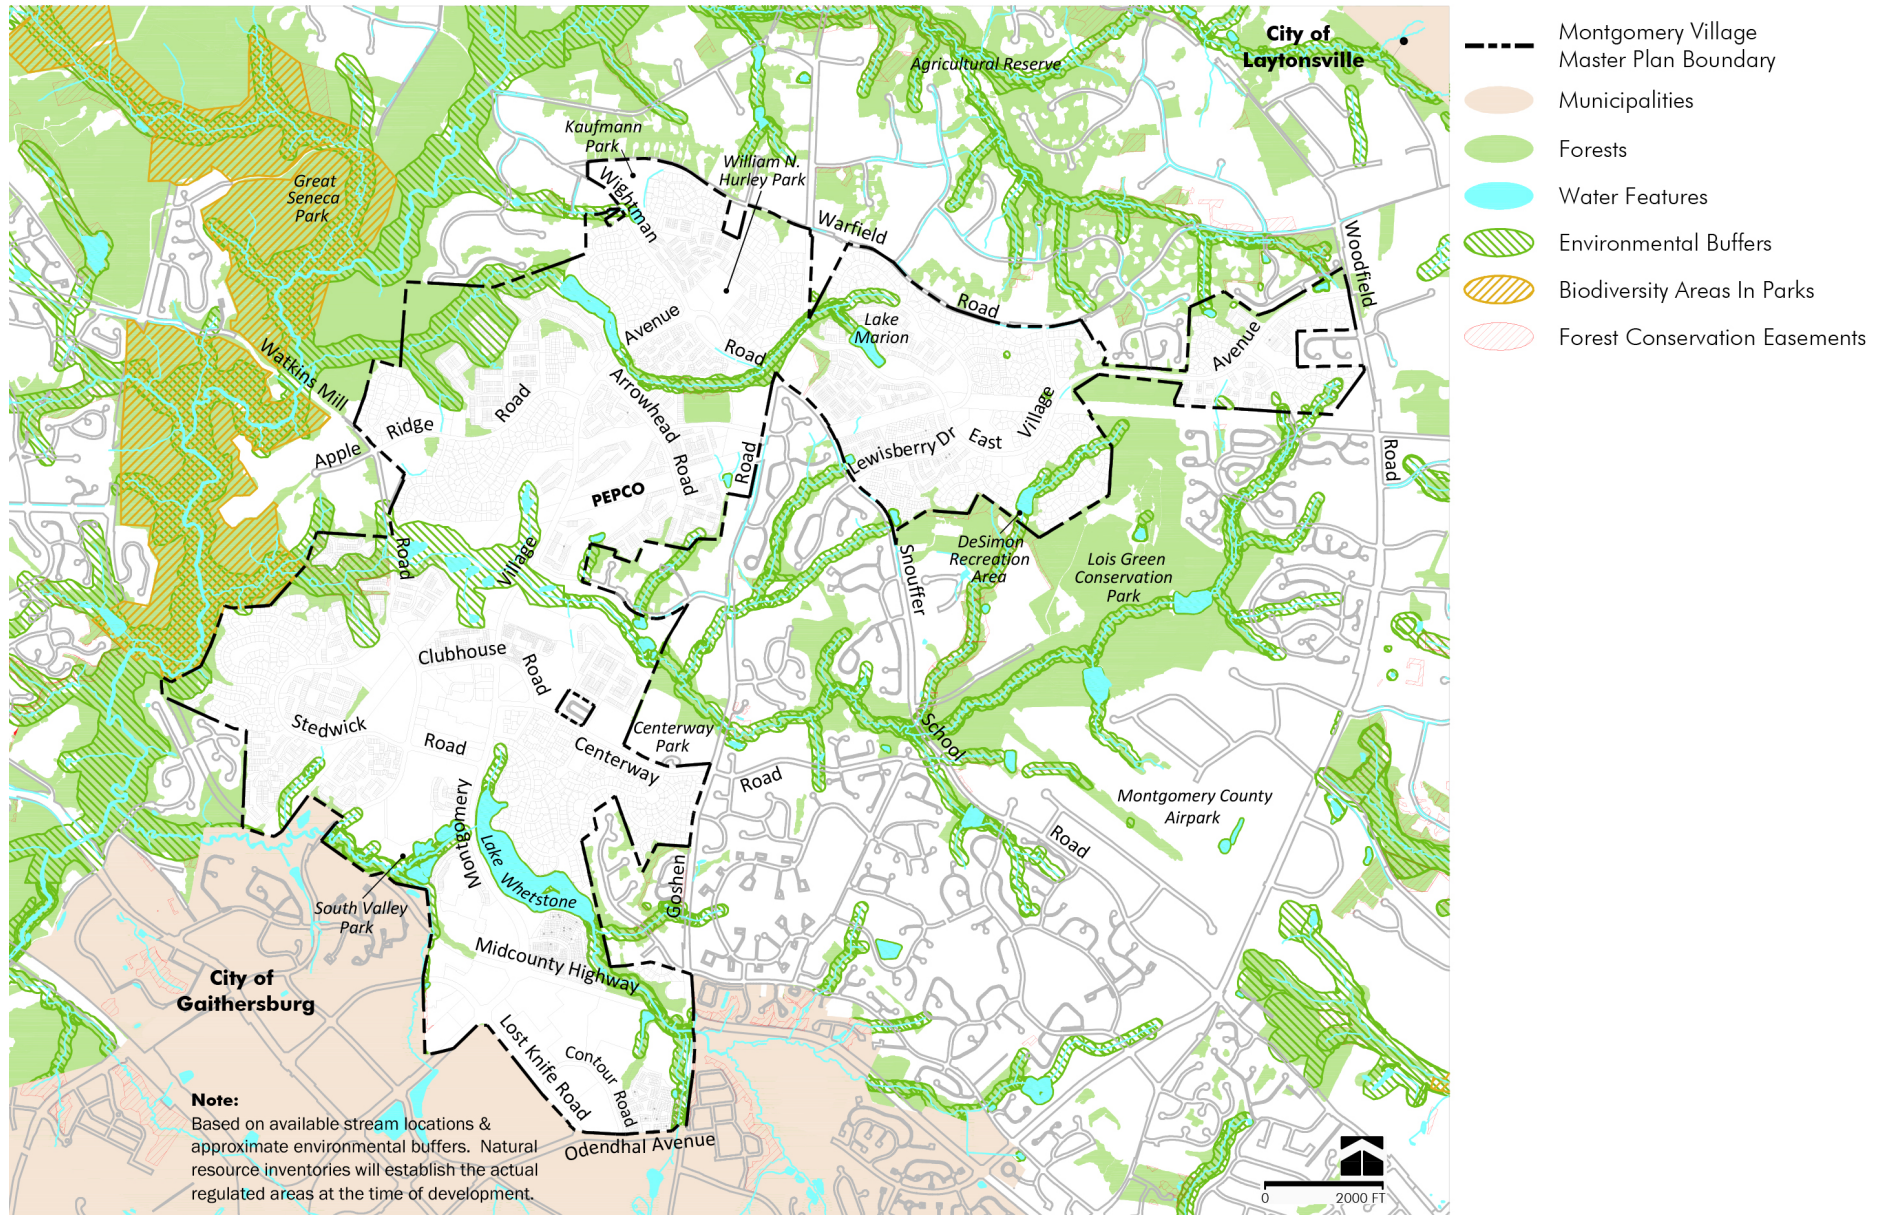 City of
Laytonsville
Agricultural Reserve
Kaufmann
Park
William N.
Hurley Park
Great
Seneca
Park
Wightman
Warfield
Woodfield
Road
Lake
Marion
Avenue
Road
Avenue
Watkins Mill
Arrowhead
Road
Village
Ridge
Road
Apple
Lewisberry Dr
East
Road
Road
PEPCO
Road
Village
DeSimon
Recreation
Area
Lois Green
Conservation
Park
Snouffer
Clubhouse
Road
Stedwick
Road
Centerway
Park
Centerway
School
Road
Montgomery County
Airpark
Road
Montgomery
Lake
Whetstone
Goshen
South Valley
Park
Midcounty Highway
City of
Gaithersburg
Lost Knife Road
Contour
Road
Odendhal Avenue
Note:
Based on available stream locations &
approximate environmental buffers. Natural
resource inventories will establish the actual
regulated areas at the time of development.
0 2000 FT
Montgomery Village
Master Plan Boundary
Municipalities
Forests
Water Features
Environmental Buffers
Biodiversity Areas In Parks
Forest Conservation Easements